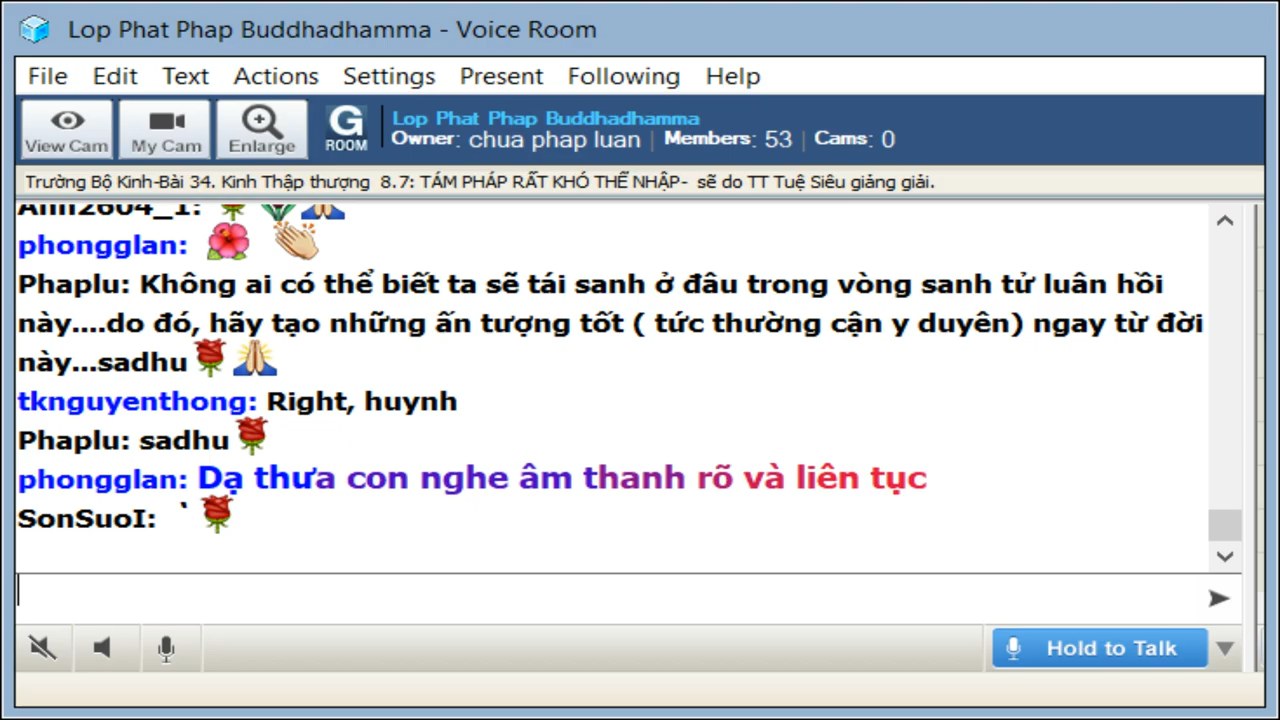 Lop Phat Phap Buddhadhamma - Voice Room
File Edit Text Actions Settings Present Following Help
View Cam My Cam Enlarge G ROOM Lop Phat Phap Buddhadhamma
Owner: chua phap luan | Members: 53 | Cams: 0
Trường Bộ Kinh-Bài 34. Kinh Thập thượng 8.7: TÁM PHÁP RẤT KHÓ THỂ NHẬP- sẽ do TT Tuệ Siêu giảng giải.
Anh2604_1:
phongglan:
Phaplu: Không ai có thể biết ta sẽ tái sanh ở đâu trong vòng sanh tử luân hồi
này....do đó, hãy tạo những ấn tượng tốt ( tức thường cận y duyên) ngay từ đời
này...sadhu
tknguyenthong: Right, huynh
Phaplu: sadhu
phongglan: Dạ thưa con nghe âm thanh rõ và liên tục
SonSuoI: `
Hold to Talk